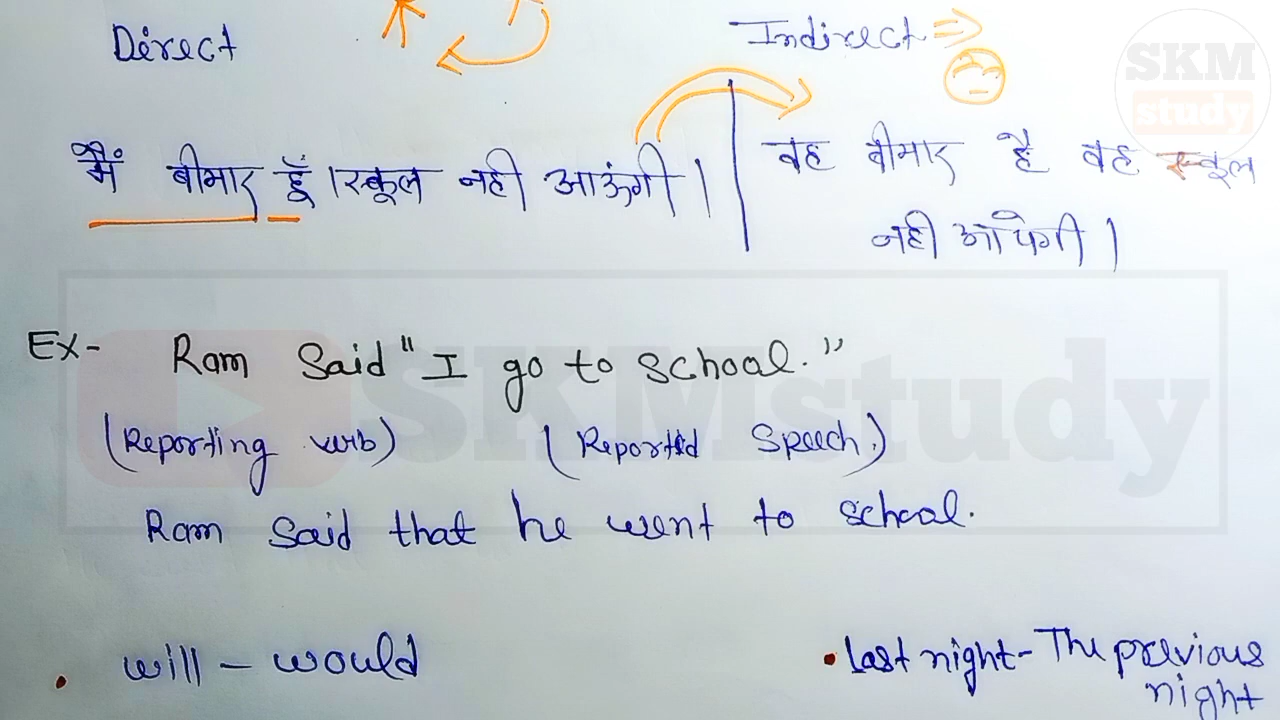 Direct
Indirect ⇒
SKM
study
मैं बीमार हूँ । स्कूल नही आऊंगी ।
वह बीमार है वह स्कूल
नही आयेगी ।
SKMstudy
Ex- Ram Said "I go to school."
(Reporting verb) (Reported Speech.)
Ram said that he went to school.
• will - would
• Last night - The previous
night